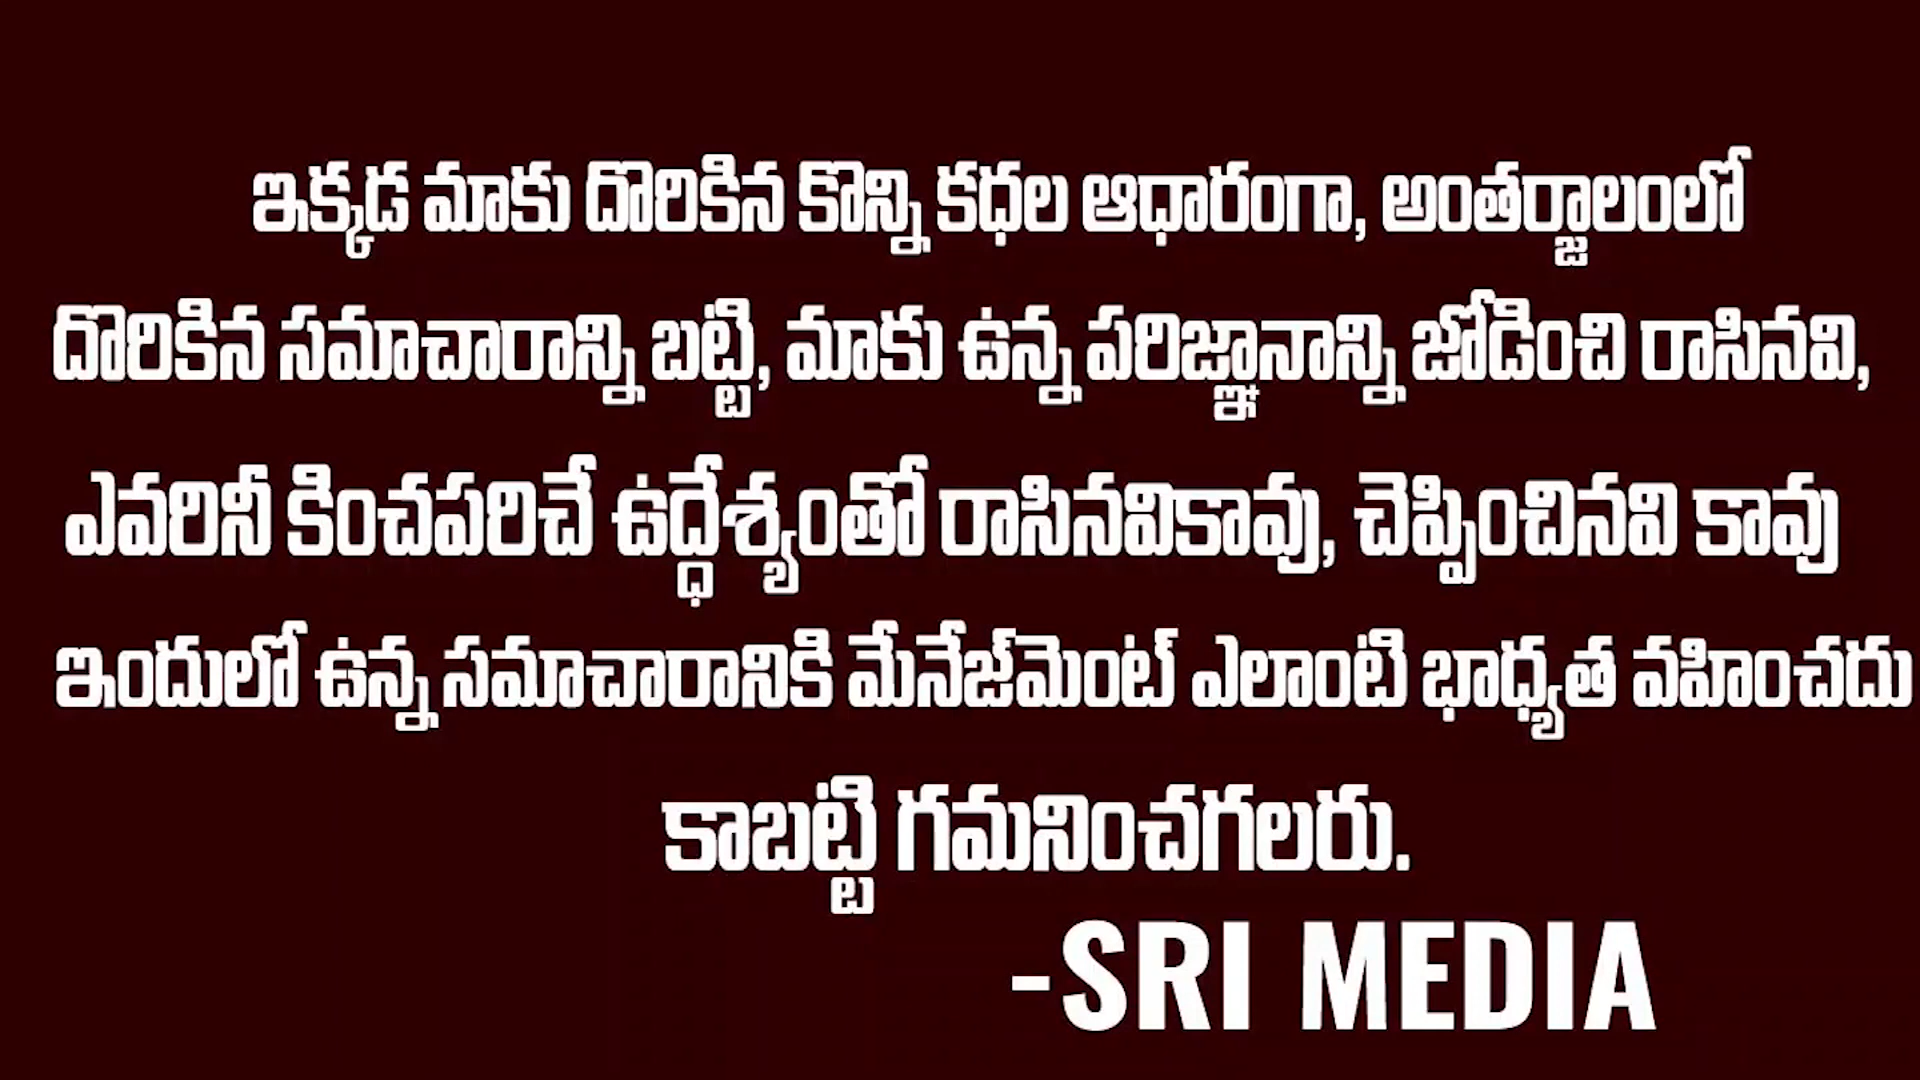 ఇక్కడ మాకు దొరికిన కొన్ని కధల ఆధారంగా, అంతర్జాలంలో
దొరికిన సమాచారాన్ని బట్టి, మాకు ఉన్న పరిజ్ఞానాన్ని జోడించి రాసినవి,
ఎవరినీ కించపరిచే ఉద్ధేశ్యంతో రాసినవికావు, చెప్పించినవి కావు
ఇందులో ఉన్న సమాచారానికి మేనేజ్‌మెంట్ ఎలాంటి భాధ్యత వహించదు
కాబట్టి గమనించగలరు.
-SRI MEDIA